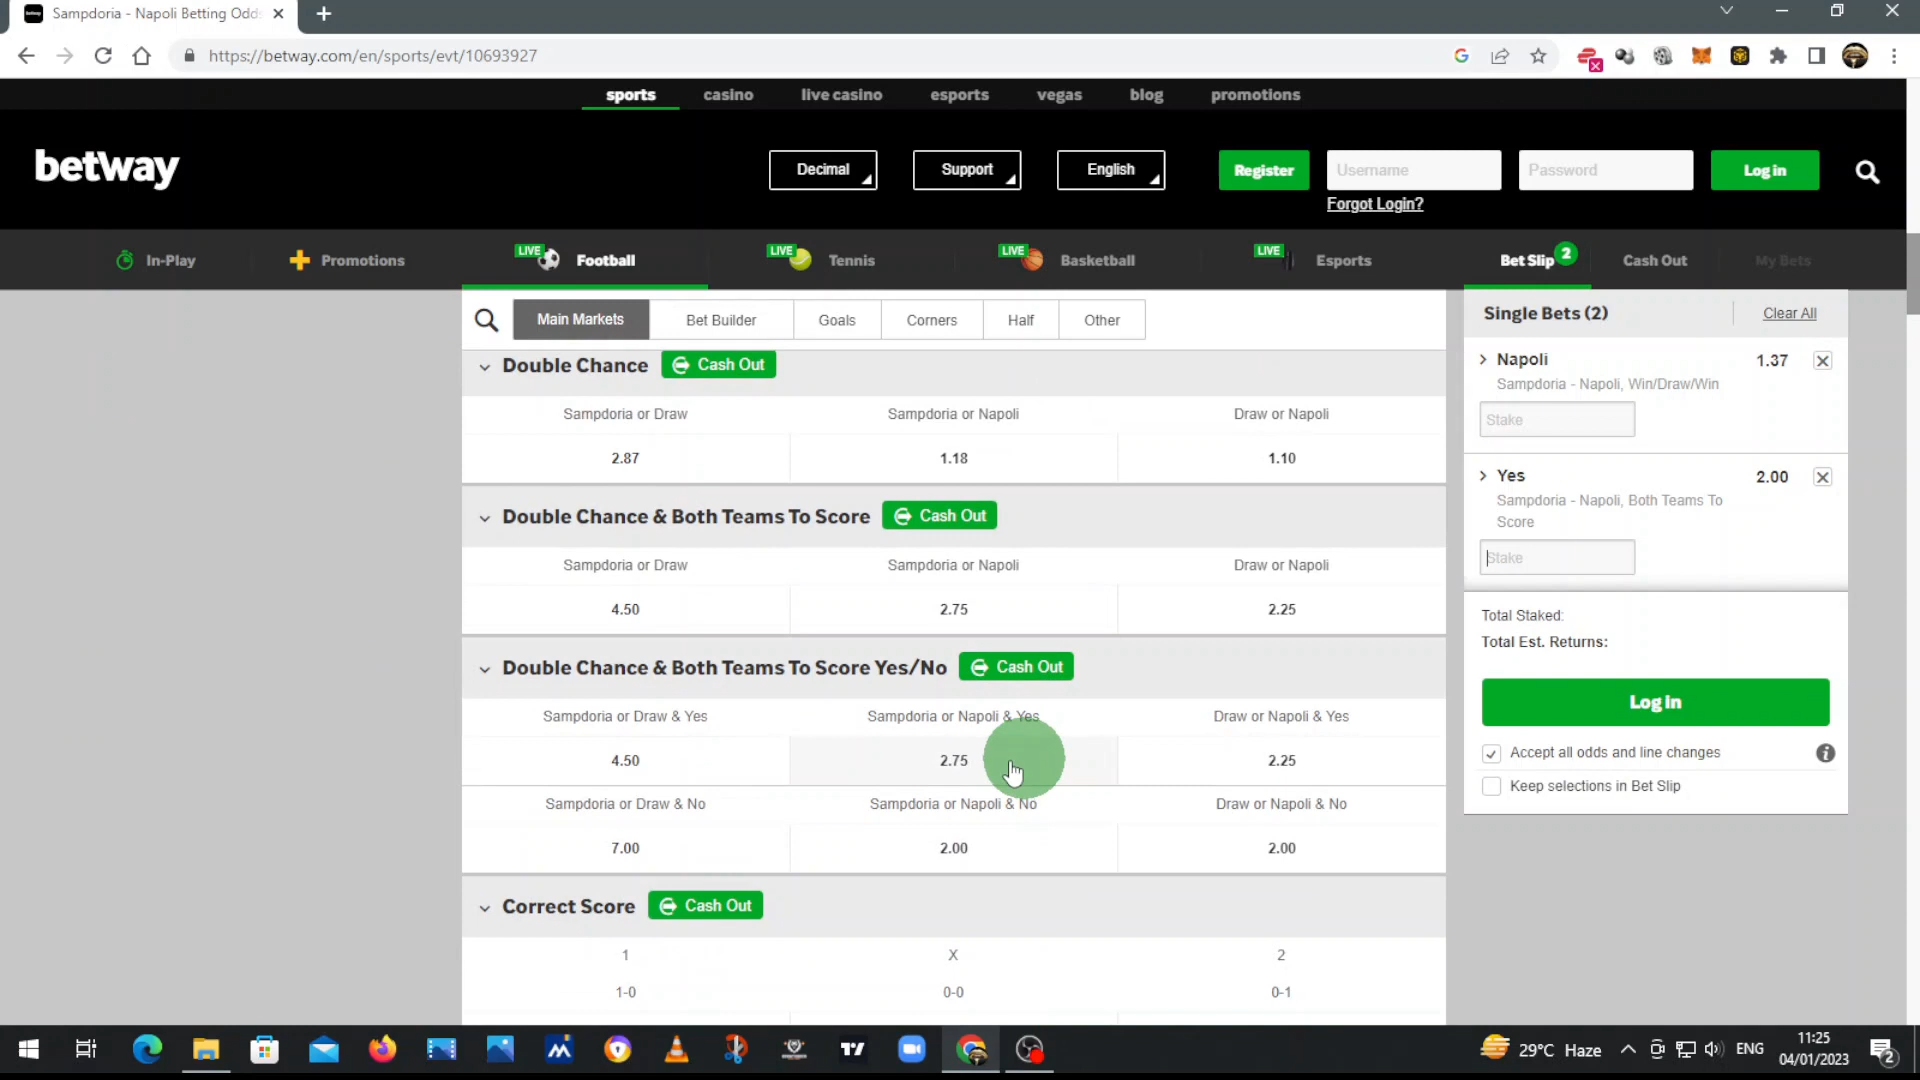 Sampdoria - Napoli Betting Odd
https://betway.com/en/sports/evt/10693927
sports casino live casino esports vegas blog promotions
betway
Decimal Support English Register Username Password Log in
Forgot Login?
In-Play Promotions LIVE Football LIVE Tennis LIVE Basketball LIVE Esports Bet Slip 2 Cash Out My Bets
Main Markets Bet Builder Goals Corners Half Other
Double Chance Cash Out
Sampdoria or Draw Sampdoria or Napoli Draw or Napoli
2.87 1.18 1.10
Double Chance & Both Teams To Score Cash Out
Sampdoria or Draw Sampdoria or Napoli Draw or Napoli
4.50 2.75 2.25
Double Chance & Both Teams To Score Yes/No Cash Out
Sampdoria or Draw & Yes Sampdoria or Napoli & Yes Draw or Napoli & Yes
4.50 2.75 2.25
Sampdoria or Draw & No Sampdoria or Napoli & No Draw or Napoli & No
7.00 2.00 2.00
Correct Score Cash Out
1 X 2
1-0 0-0 0-1
Single Bets (2) Clear All
Napoli 1.37
Sampdoria - Napoli, Win/Draw/Win
Stake
Yes 2.00
Sampdoria - Napoli, Both Teams To
Score
Stake
Total Staked:
Total Est. Returns:
Log In
Accept all odds and line changes
Keep selections in Bet Slip
29°C Haze ENG 11:25
04/01/2023 2